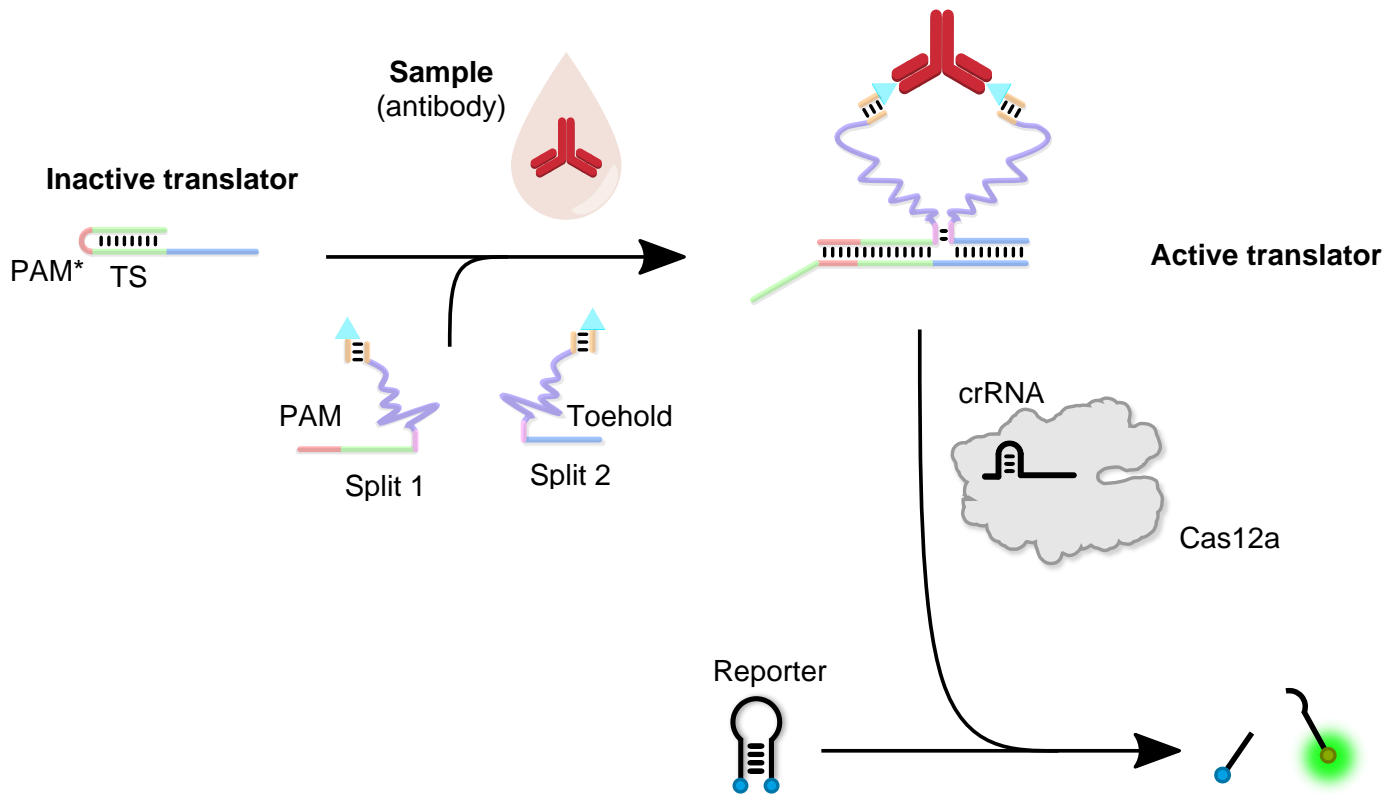 Sample
(antibody)
Inactive translator
PAM*
TS
Active translator
PAM
Toehold
Split 1
Split 2
crRNA
Cas12a
Reporter